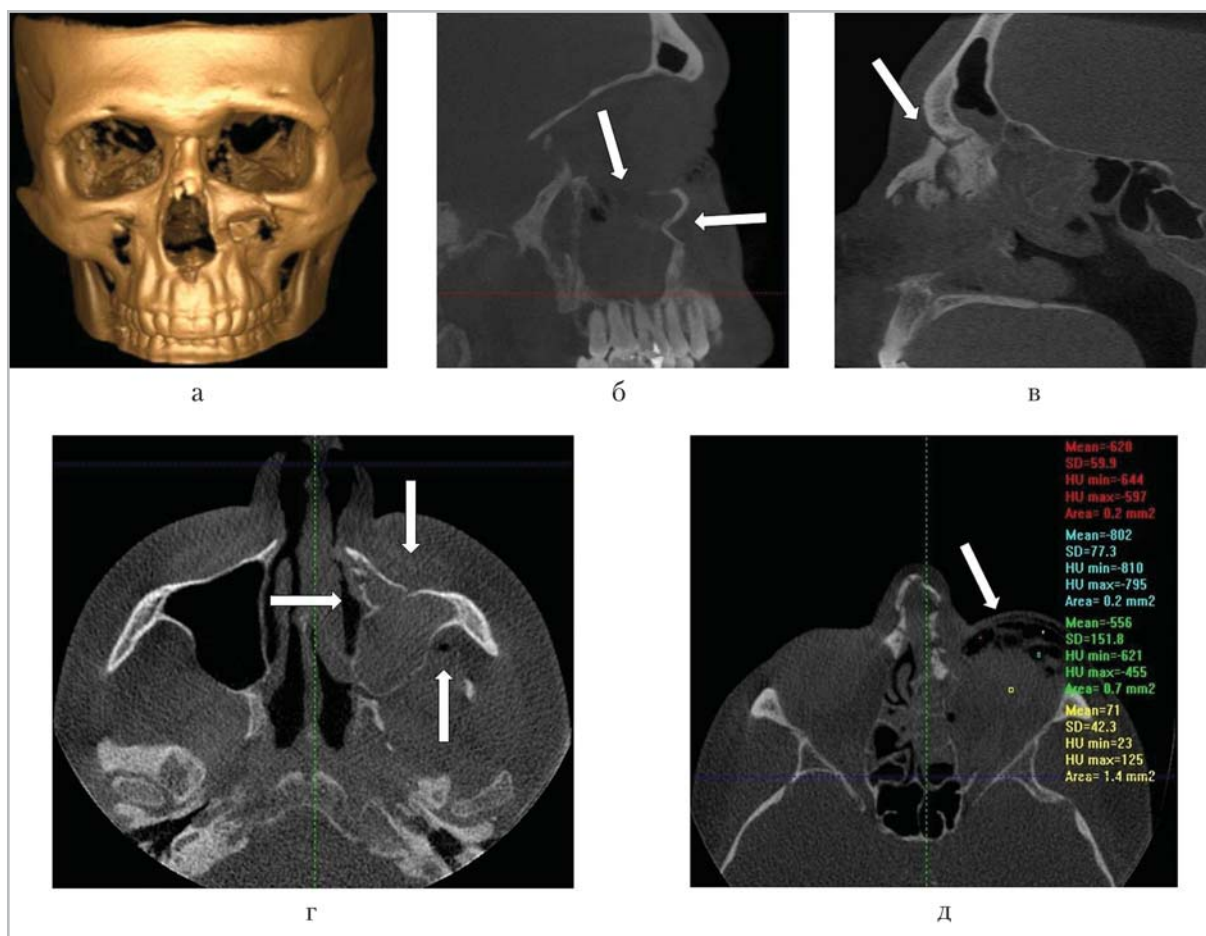 а
б
в
Mean=-620
SD=59.9
HU min=-644
HU max=-597
Area= 0.2 mm2
Mean=-802
SD=77.3
HU min=-810
HU max=-795
Area= 0.2 mm2
Mean=-556
SD=151.8
HU min=-621
HU max=-455
Area= 0.7 mm2
Mean=71
SD=42.3
HU min=23
HU max=125
Area= 1.4 mm2
г
д